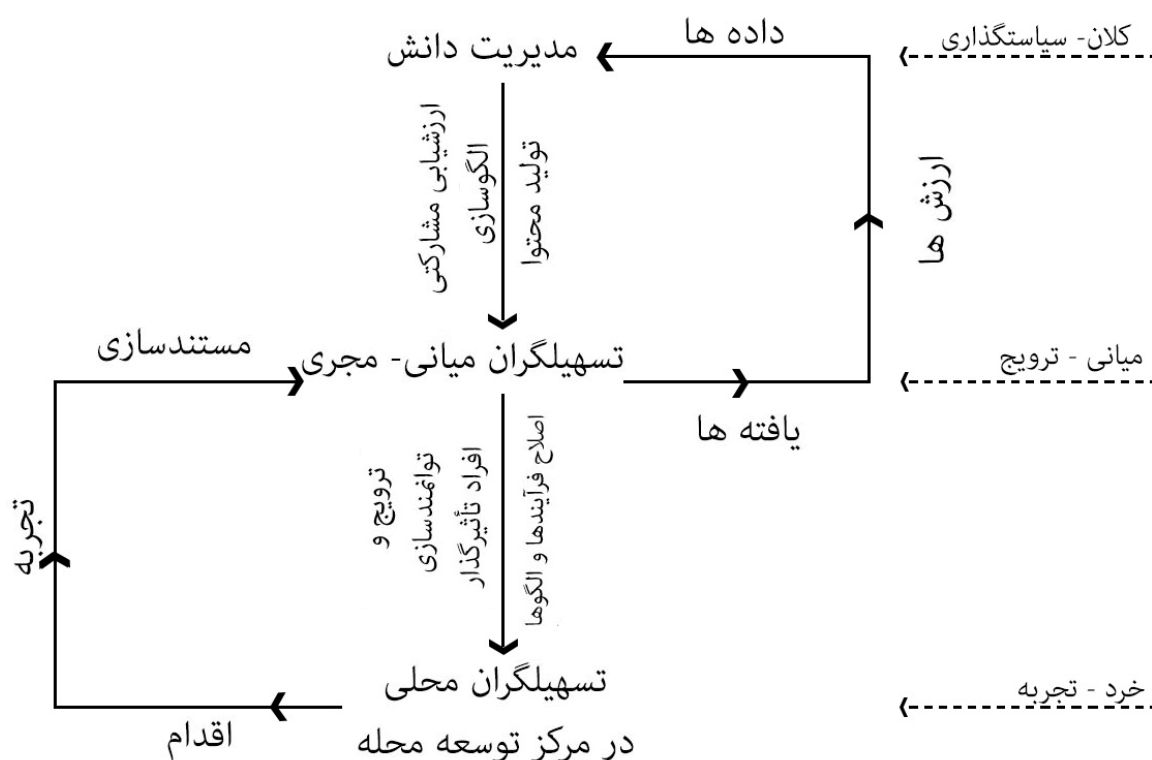 کلان- سیاستگذاری
داده ها
مدیریت دانش
ارزش ها
تولید محتوا
الگوسازی
ارزشیابی مشارکتی
میانی - ترویج
تسهیلگران میانی- مجری
مستندسازی
یافته ها
اصلاح فرآیندها و الگوها
افراد تأثیرگذار
توانمندسازی
ترویج و
تجربه
خرد - تجربه
تسهیلگران محلی
در مرکز توسعه محله
اقدام